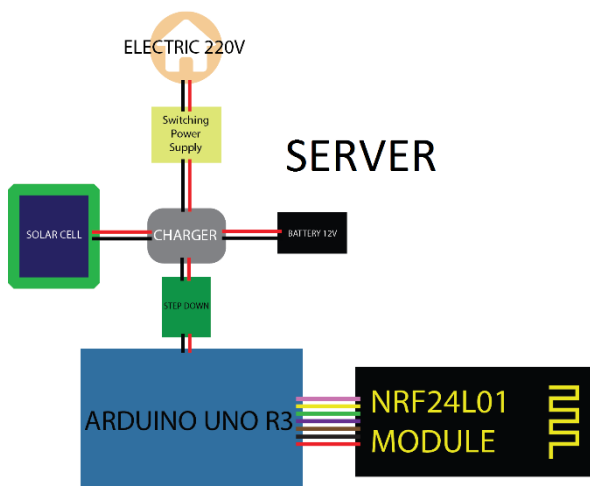 ELECTRIC 220V
Switching
Power
Supply
SERVER
SOLAR CELL
CHARGER
BATTERY 12V
STEP DOWN
ARDUINO UNO R3
NRF24L01
MODULE